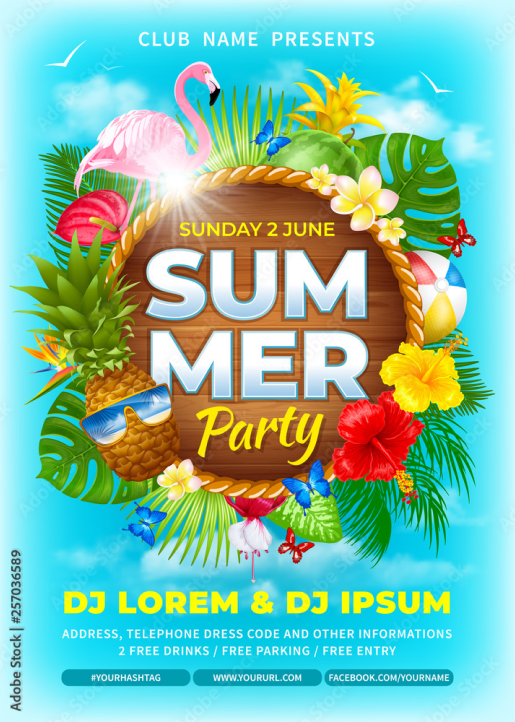 CLUB NAME PRESENTS
SUNDAY 2 JUNE
SUM
MER
Party
DJ LOREM & DJ IPSUM
ADDRESS, TELEPHONE DRESS CODE AND OTHER INFORMATIONS
2 FREE DRINKS / FREE PARKING / FREE ENTRY
#YOURHASHTAG WWW.YOURURL.COM FACEBOOK.COM/YOURNAME
Adobe Stock | #257036589